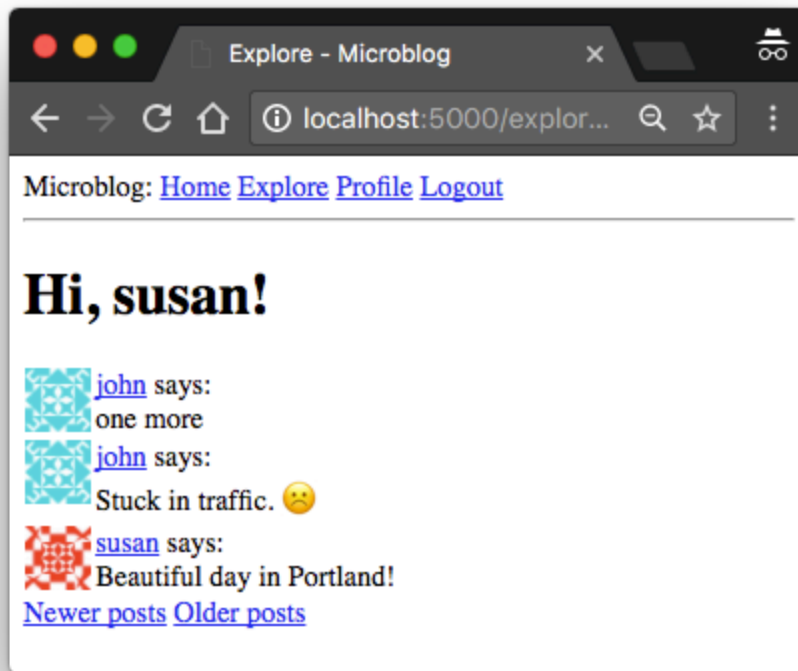 Explore - Microblog
localhost:5000/explor...
Microblog: Home Explore Profile Logout
Hi, susan!
john says:
one more
john says:
Stuck in traffic. ☹️
susan says:
Beautiful day in Portland!
Newer posts Older posts